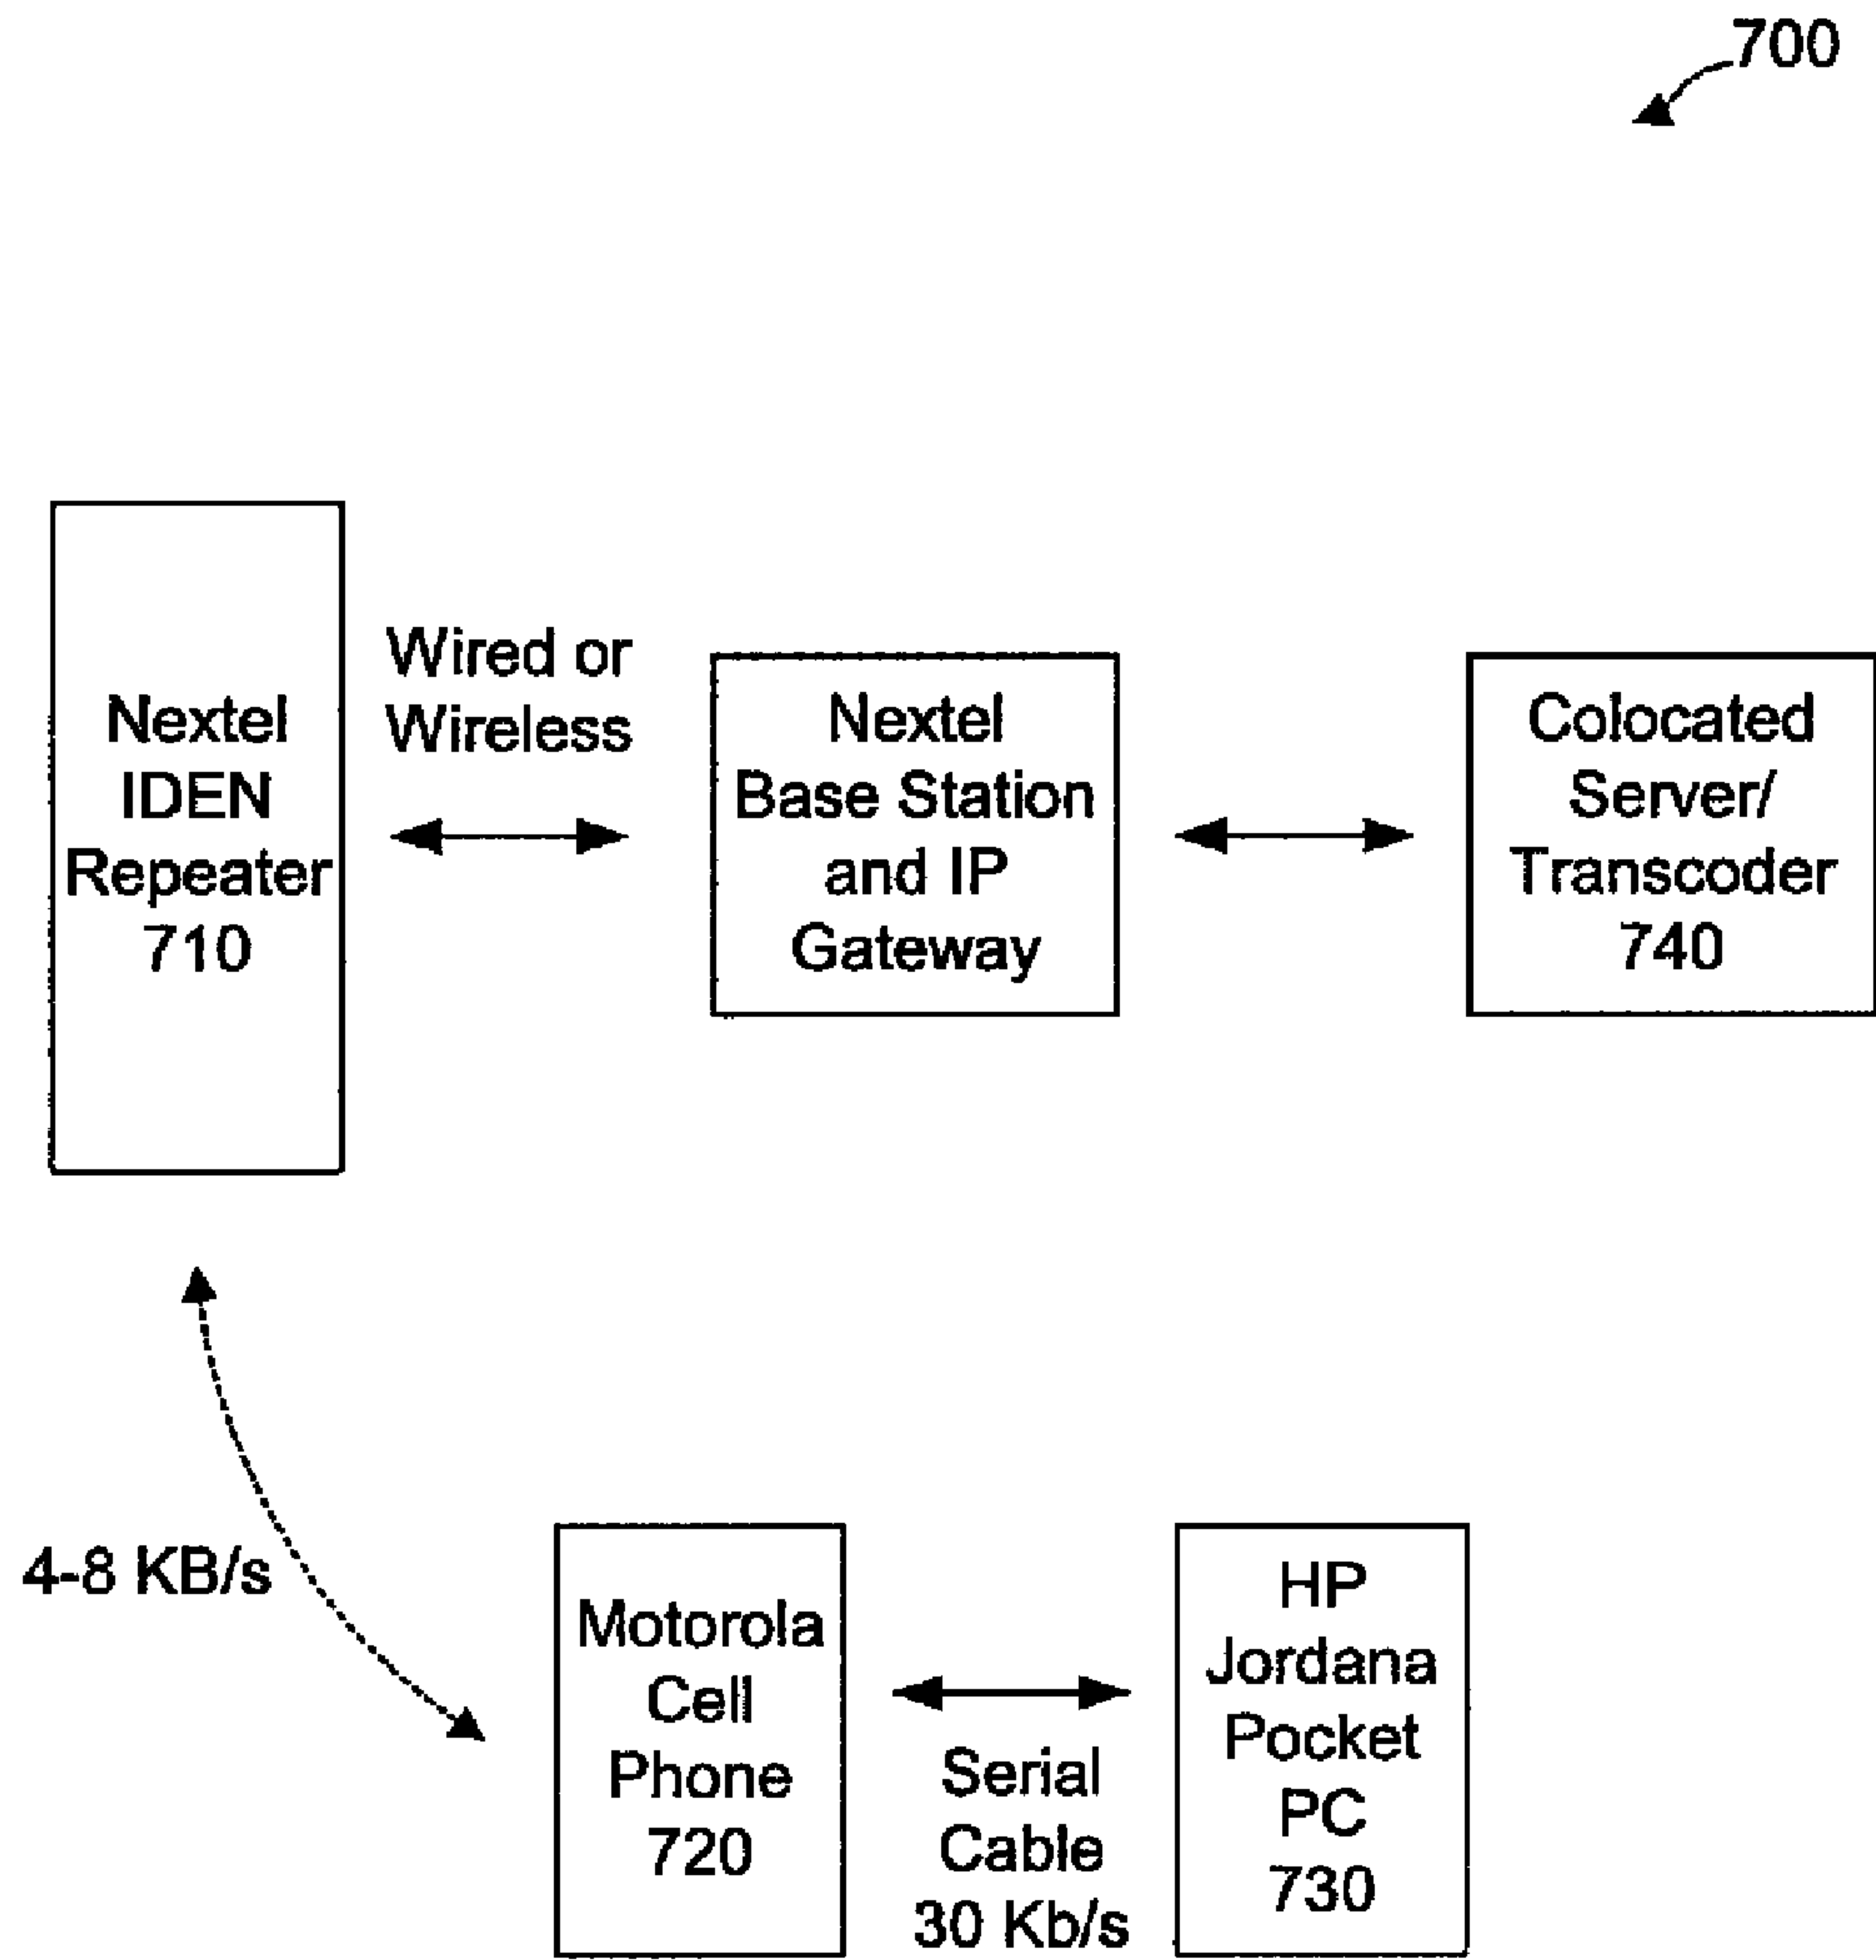 700
Nextel
IDEN
Repeater
710
Wired or
Wireless
Nextel
Base Station
and IP
Gateway
Colocated
Server/
Transcoder
740
4-8 KB/s
Motorola
Cell
Phone
720
Serial
Cable
30 Kb/s
HP
Jordana
Pocket
PC
730